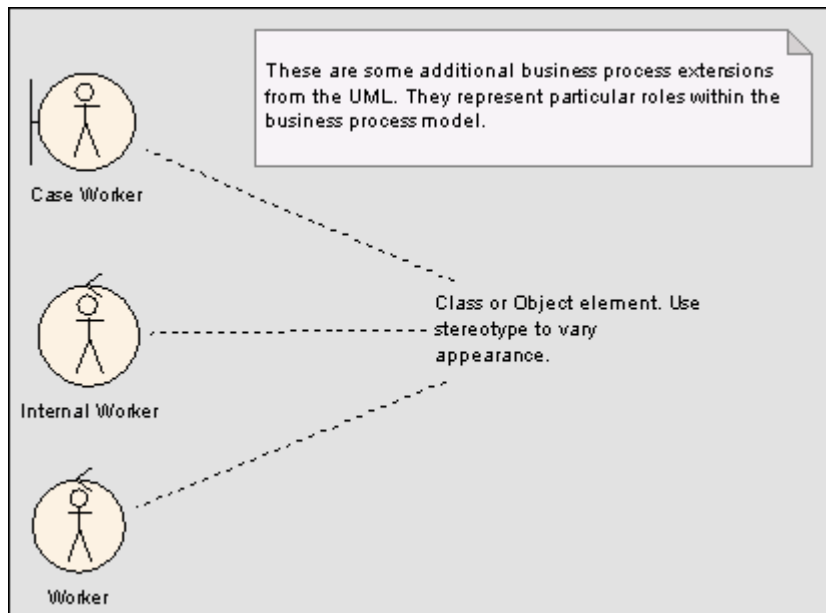 These are some additional business process extensions
from the UML. They represent particular roles within the
business process model.
Case Worker
Class or Object element. Use
stereotype to vary
appearance.
Internal Worker
Worker